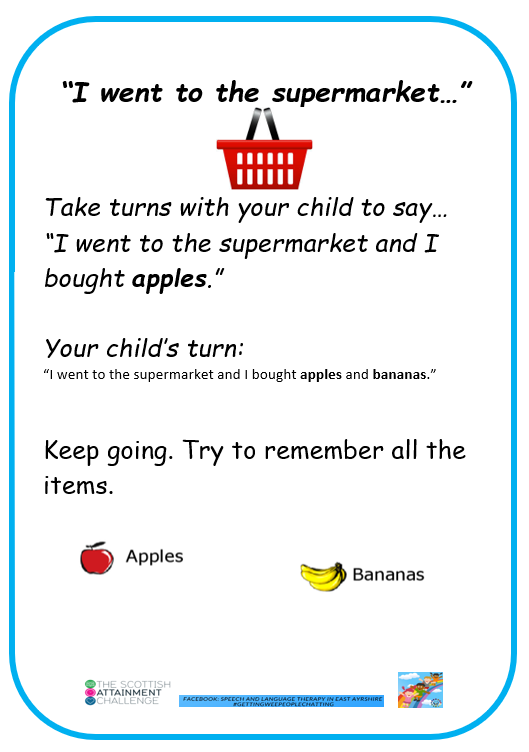 “I went to the supermarket…”
Take turns with your child to say…
“I went to the supermarket and I
bought apples.”
Your child’s turn:
“I went to the supermarket and I bought apples and bananas.”
Keep going. Try to remember all the
items.
Apples
Bananas
THE SCOTTISH
ATTAINMENT
CHALLENGE
FACEBOOK: SPEECH AND LANGUAGE THERAPY IN EAST AYRSHIRE
#GETTINGWEEPEOPLECHATTING